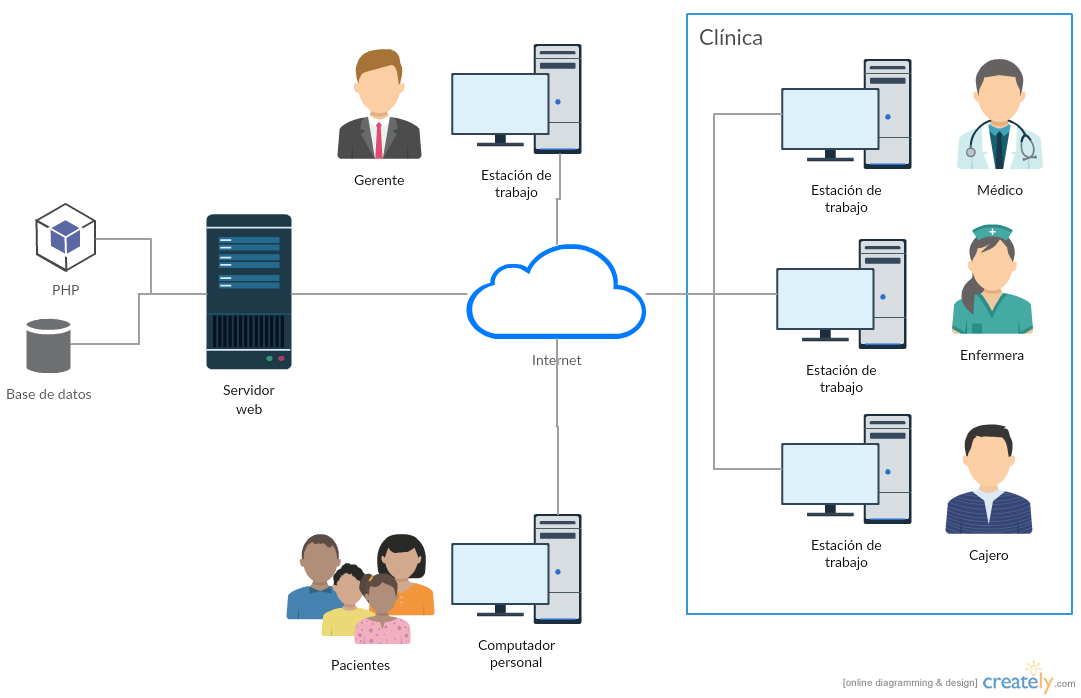 Clínica
Gerente
Estación de
trabajo
Estación de
trabajo
Médico
PHP
Base de datos
Servidor
web
Internet
Estación de
trabajo
Enfermera
Estación de
trabajo
Cajero
Pacientes
Computador
personal
[online diagramming & design] creately.com